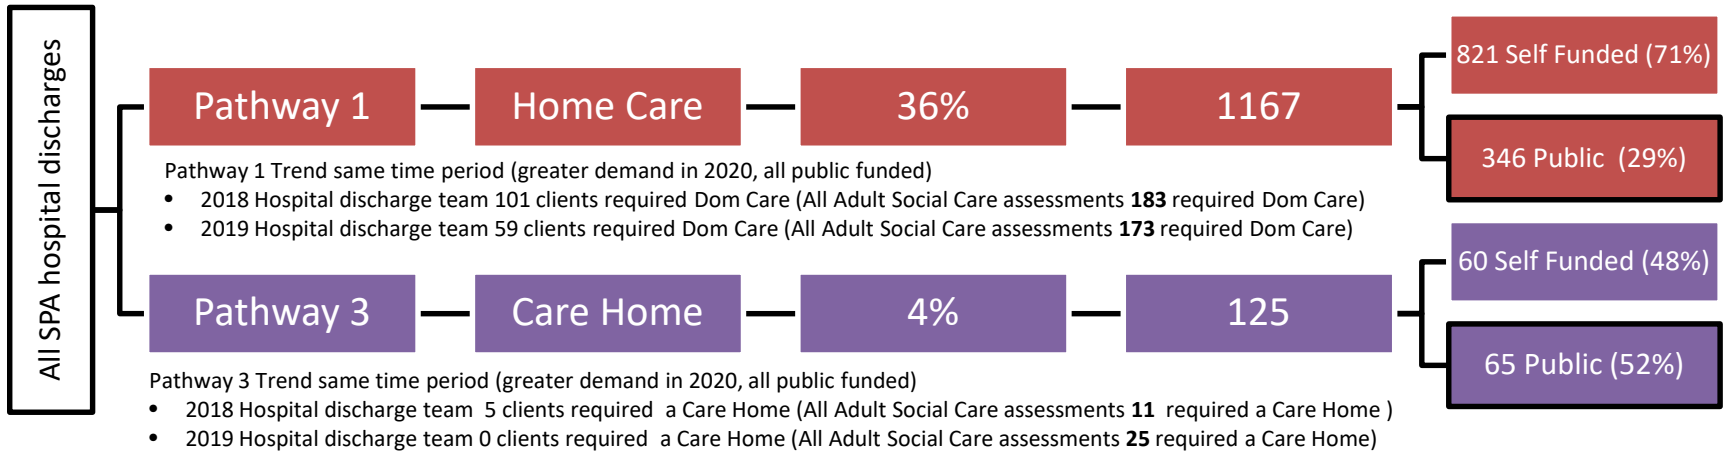 All SPA hospital discharges
Pathway 1
Home Care
36%
1167
821 Self Funded (71%)
346 Public (29%)
Pathway 1 Trend same time period (greater demand in 2020, all public funded)
• 2018 Hospital discharge team 101 clients required Dom Care (All Adult Social Care assessments 183 required Dom Care)
• 2019 Hospital discharge team 59 clients required Dom Care (All Adult Social Care assessments 173 required Dom Care)
Pathway 3
Care Home
4%
125
60 Self Funded (48%)
65 Public (52%)
Pathway 3 Trend same time period (greater demand in 2020, all public funded)
• 2018 Hospital discharge team 5 clients required a Care Home (All Adult Social Care assessments 11 required a Care Home )
• 2019 Hospital discharge team 0 clients required a Care Home (All Adult Social Care assessments 25 required a Care Home)